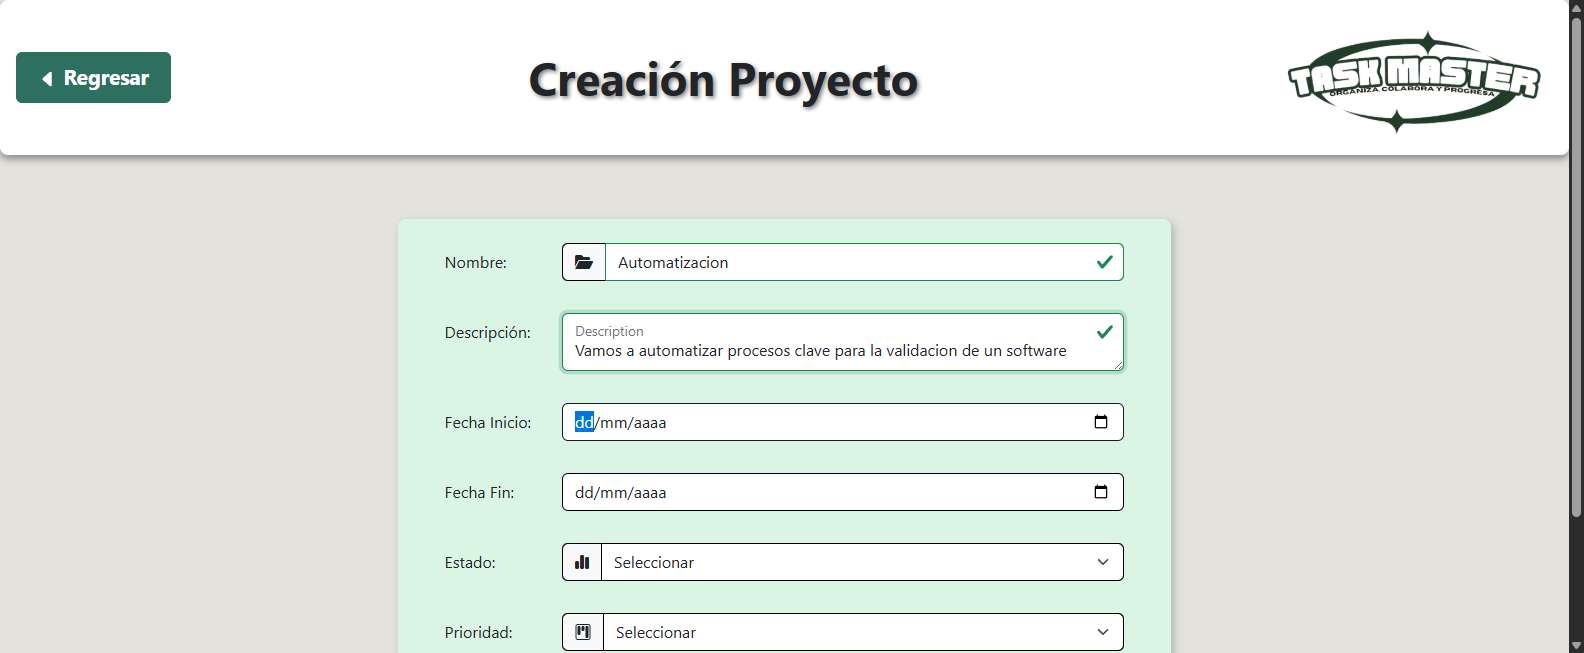 Regresar
Creación Proyecto
TASK MASTER
ORGANIZA COLABORA Y PROGRESA
Nombre:
Automatizacion
Descripción:
Description
Vamos a automatizar procesos clave para la validacion de un software
Fecha Inicio:
dd/mm/aaaa
Fecha Fin:
dd/mm/aaaa
Estado:
Seleccionar
Prioridad:
Seleccionar